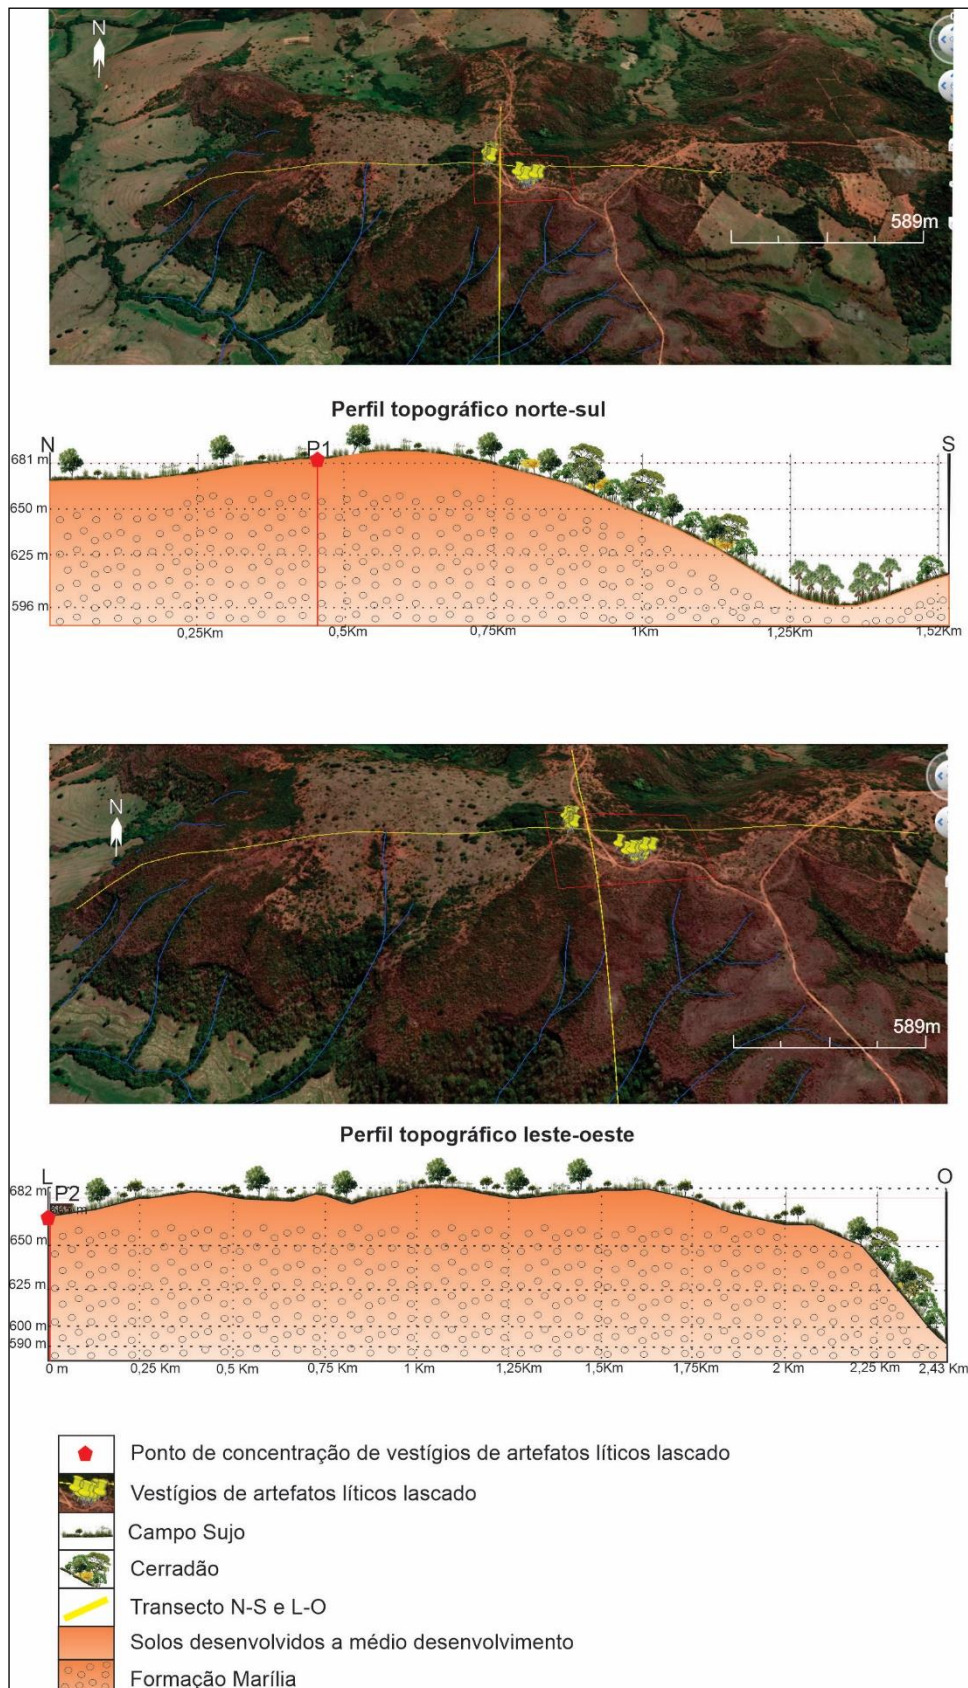 N
589m
Perfil topográfico norte-sul
N
S
P1
681 m
650 m
625 m
596 m
0,25Km
0,5Km
0,75Km
1Km
1,25Km
1,52Km
N
589m
Perfil topográfico leste-oeste
L
O
P2
682 m
650 m
625 m
600 m
590 m
0 m
0,25 Km
0,5 Km
0,75 Km
1 Km
1,25Km
1,5Km
1,75Km
2 Km
2,25 Km
2,43 Km
Ponto de concentração de vestígios de artefatos líticos lascado
Vestígios de artefatos líticos lascado
Campo Sujo
Cerradão
Transecto N-S e L-O
Solos desenvolvidos a médio desenvolvimento
Formação Marília